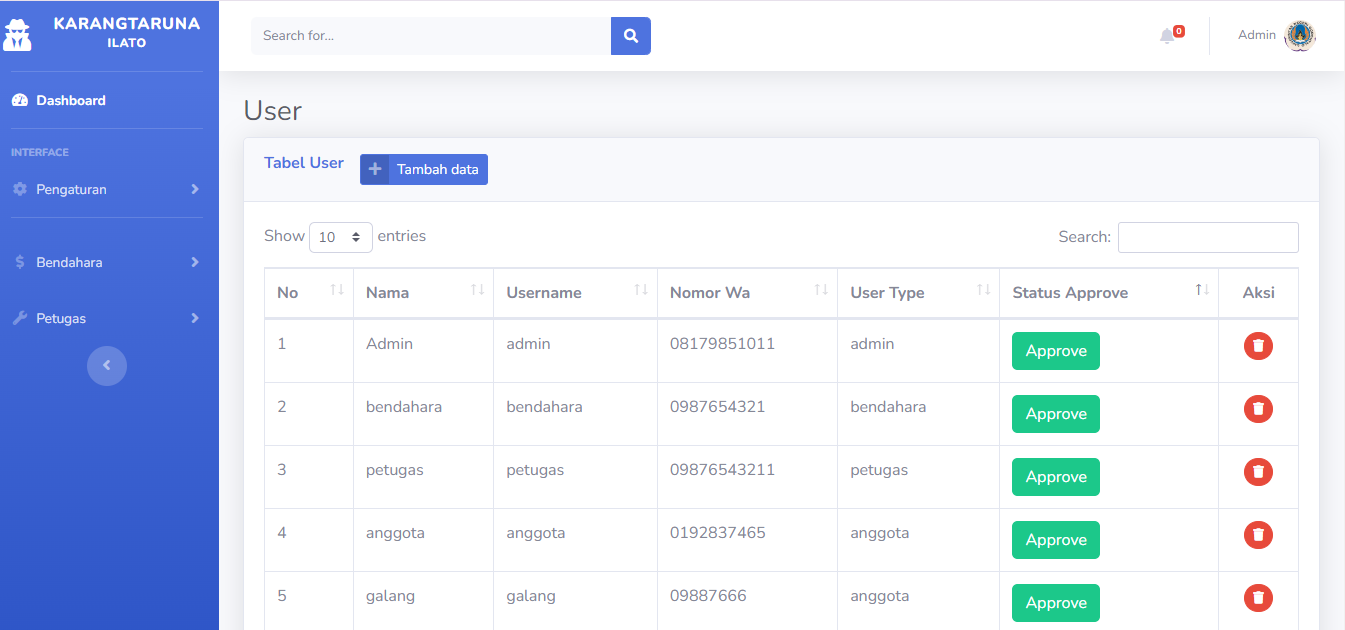 KARANGTARUNA
ILATO
Search for...
0
Admin
Dashboard
INTERFACE
Pengaturan
Bendahara
Petugas
User
Tabel User
Tambah data
Show 10 entries
Search:
No Nama Username Nomor Wa User Type Status Approve Aksi
1 Admin admin 08179851011 admin Approve
2 bendahara bendahara 0987654321 bendahara Approve
3 petugas petugas 09876543211 petugas Approve
4 anggota anggota 0192837465 anggota Approve
5 galang galang 09887666 anggota Approve